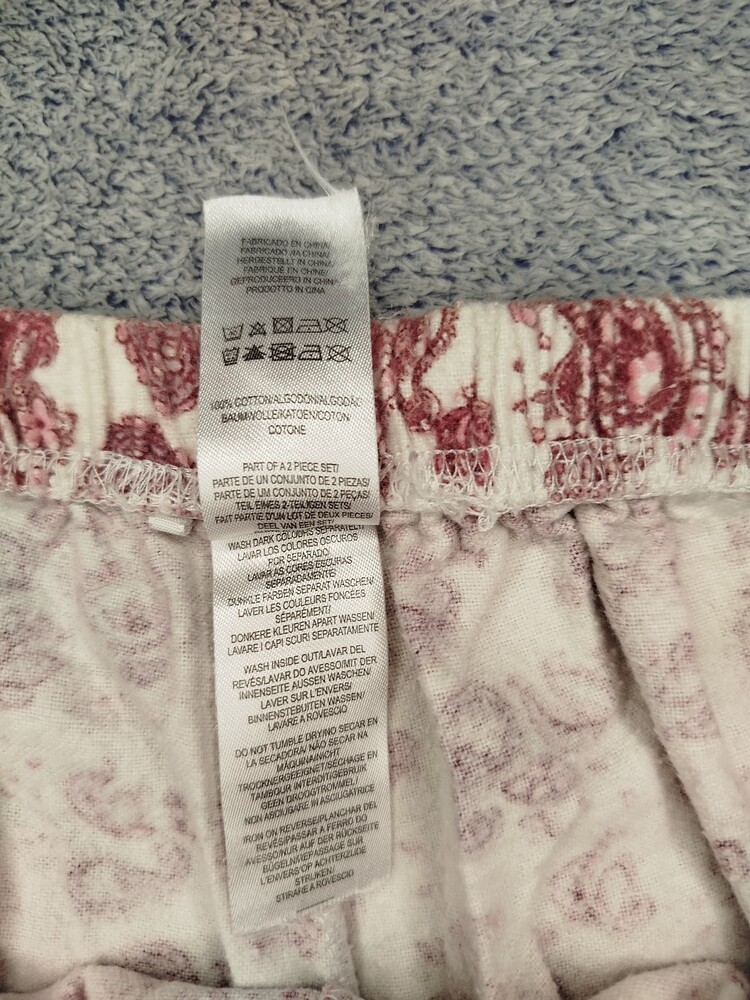 FABRICADO EN CHINA/
FABRICADO NA CHINA/
HERGESTELLT IN CHINA/
FABRIQUÉ EN CHINE/
GEPRODUCEERD IN CHINA/
PRODOTTO IN CINA
100% COTTON/ALGODÓN/ALGODÃO/
BAUMWOLLE/KATOEN/COTON/
COTONE
PART OF A 2 PIECE SET/
PARTE DE UN CONJUNTO DE 2 PIEZAS/
PARTE DE UM CONJUNTO DE 2 PEÇAS/
TEIL EINES 2-TEILIGEN SETS/
FAIT PARTIE D'UN LOT DE DEUX PIECES/
DEEL VAN EEN SET/
WASH DARK COLOURS SEPARATELY/
LAVAR LOS COLORES OSCUROS
POR SEPARADO/
LAVAR AS CORES ESCURAS
SEPARADAMENTE/
DUNKLE FARBEN SEPARAT WASCHEN/
LAVER LES COULEURS FONCÉES
SÉPARÉMENT/
DONKERE KLEUREN APART WASSEN/
LAVARE I CAPI SCURI SEPARATAMENTE
WASH INSIDE OUT/LAVAR DEL
REVÉS/LAVAR DO AVESSO/MIT DER
INNENSEITE AUSSEN WASCHEN/
LAVER SUR L'ENVERS/
BINNENSTEBUITEN WASSEN/
LAVARE A ROVESCIO
DO NOT TUMBLE DRY/NO SECAR EN
LA SECADORA/ NÃO SECAR NA
MÁQUINA/NICHT
TROCKNERGEEIGNET/SÉCHAGE EN
TAMBOUR INTERDIT/GEBRUIK
GEEN DROOGTROMMEL/
NON ASCIUGARE IN ASCIUGATRICE
IRON ON REVERSE/PLANCHAR DEL
REVÉS/PASSAR A FERRO DO
AVESSO/NUR AUF DER RÜCKSEITE
BÜGELN/REPASSAGE SUR
L'ENVERS/OP ACHTERZIJDE
STRIJKEN/
STIRARE A ROVESCIO